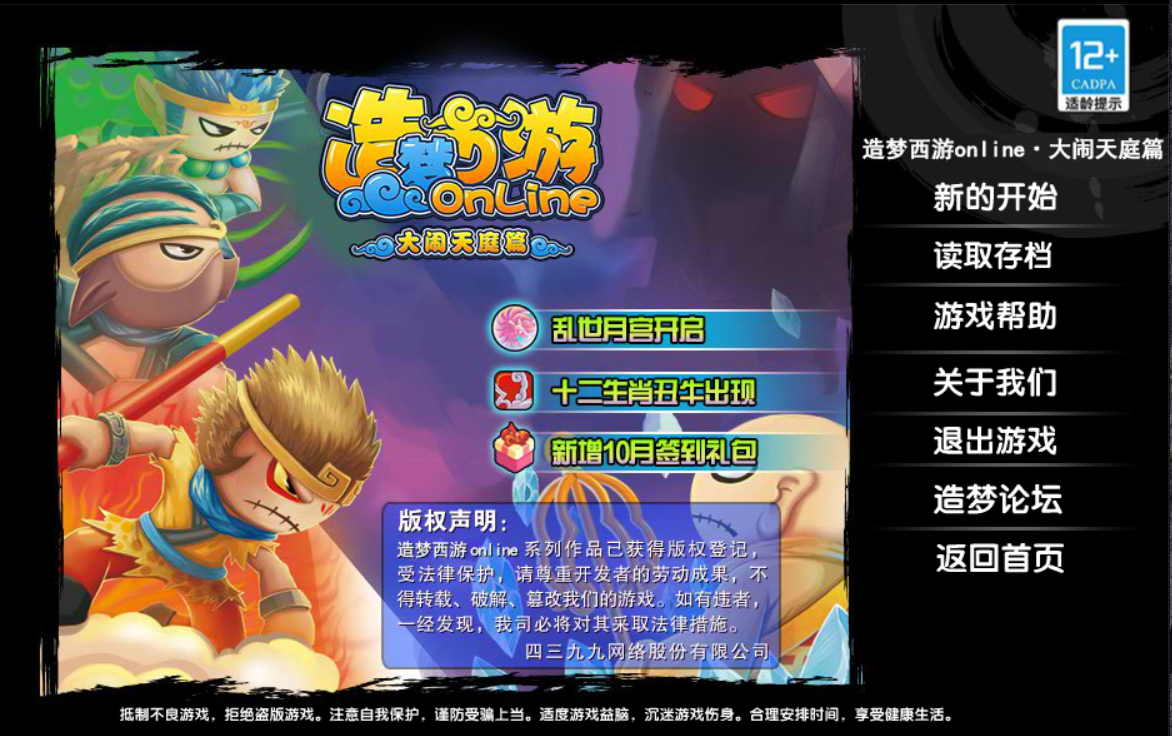 12+
CADPA
适龄提示
造梦西游
OnLine
大闹天庭篇
造梦西游online·大闹天庭篇
新的开始
读取存档
游戏帮助
关于我们
退出游戏
造梦论坛
返回首页
乱世月宫开启
十二生肖丑牛出现
新增10月签到礼包
版权声明：
造梦西游online系列作品已获得版权登记，
受法律保护，请尊重开发者的劳动成果，不
得转载、破解、篡改我们的游戏。如有违者，
一经发现，我司必将对其采取法律措施。
四三九九网络股份有限公司
抵制不良游戏，拒绝盗版游戏。注意自我保护，谨防受骗上当。适度游戏益脑，沉迷游戏伤身。合理安排时间，享受健康生活。